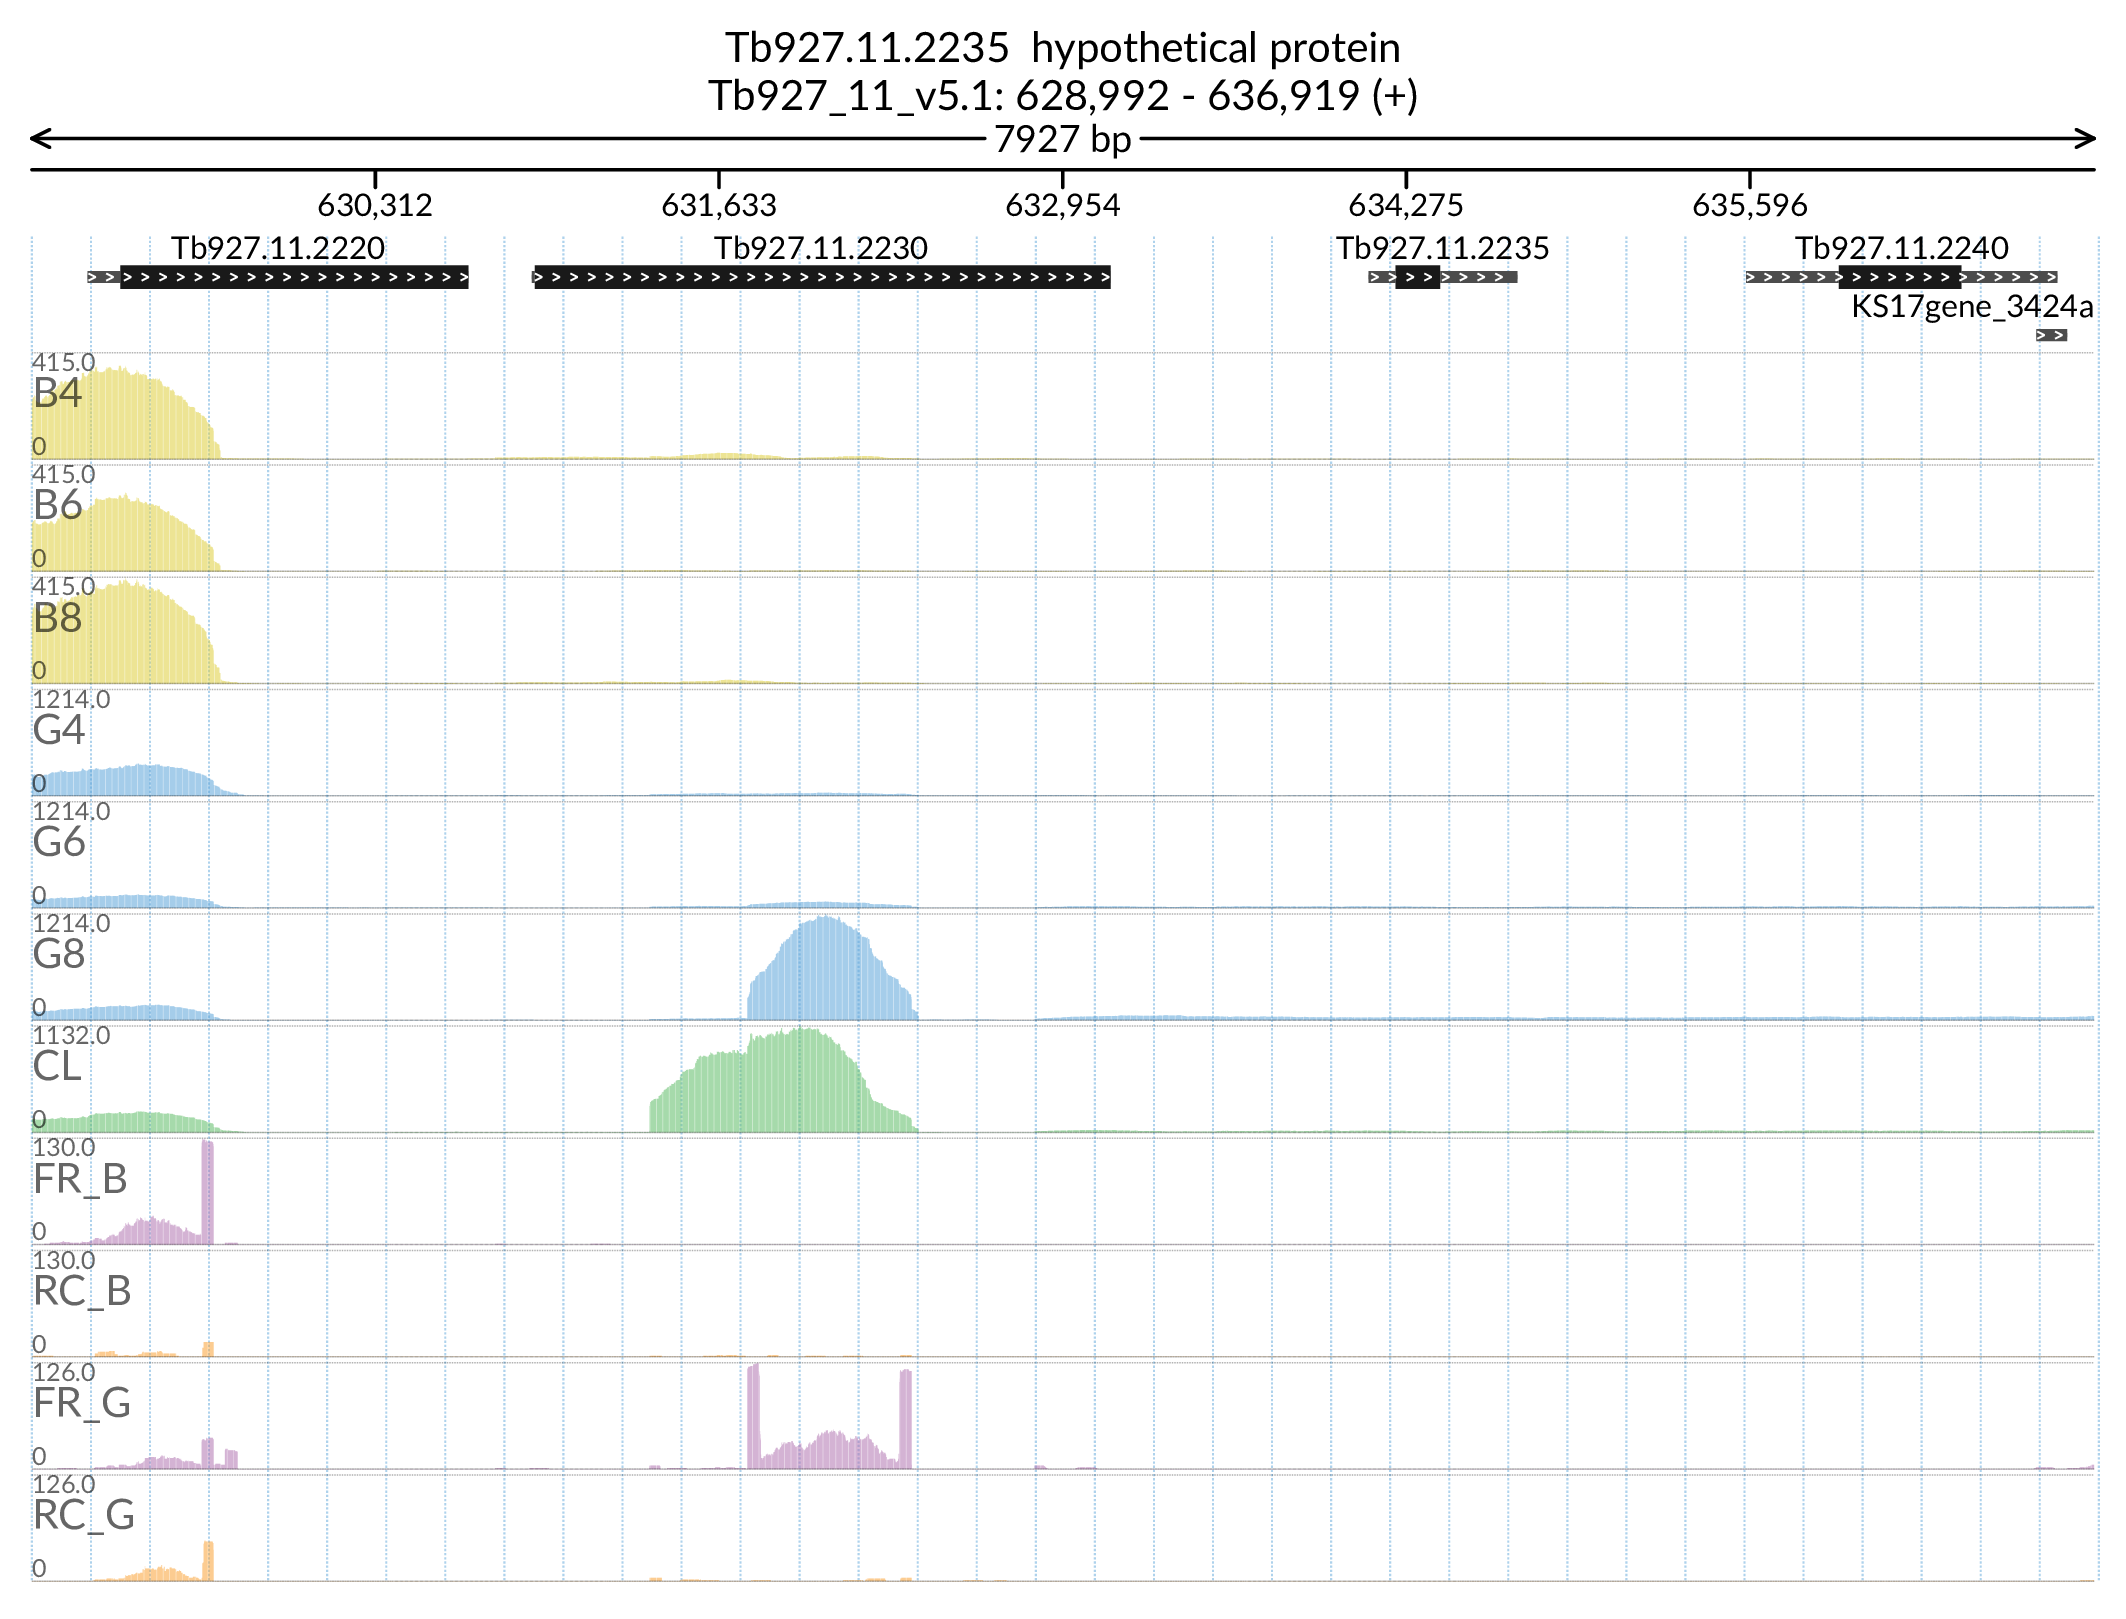 Tb927.11.2235  hypothetical protein
Tb927_11_v5.1: 628,992 - 636,919 (+)
7927 bp
630,312 631,633 632,954 634,275 635,596
Tb927.11.2220 Tb927.11.2230 Tb927.11.2235 Tb927.11.2240
KS17gene_3424a
415.0
B4
0
415.0
B6
0
415.0
B8
0
1214.0
G4
0
1214.0
G6
0
1214.0
G8
0
1132.0
CL
0
130.0
FR_B
0
130.0
RC_B
0
126.0
FR_G
0
126.0
RC_G
0